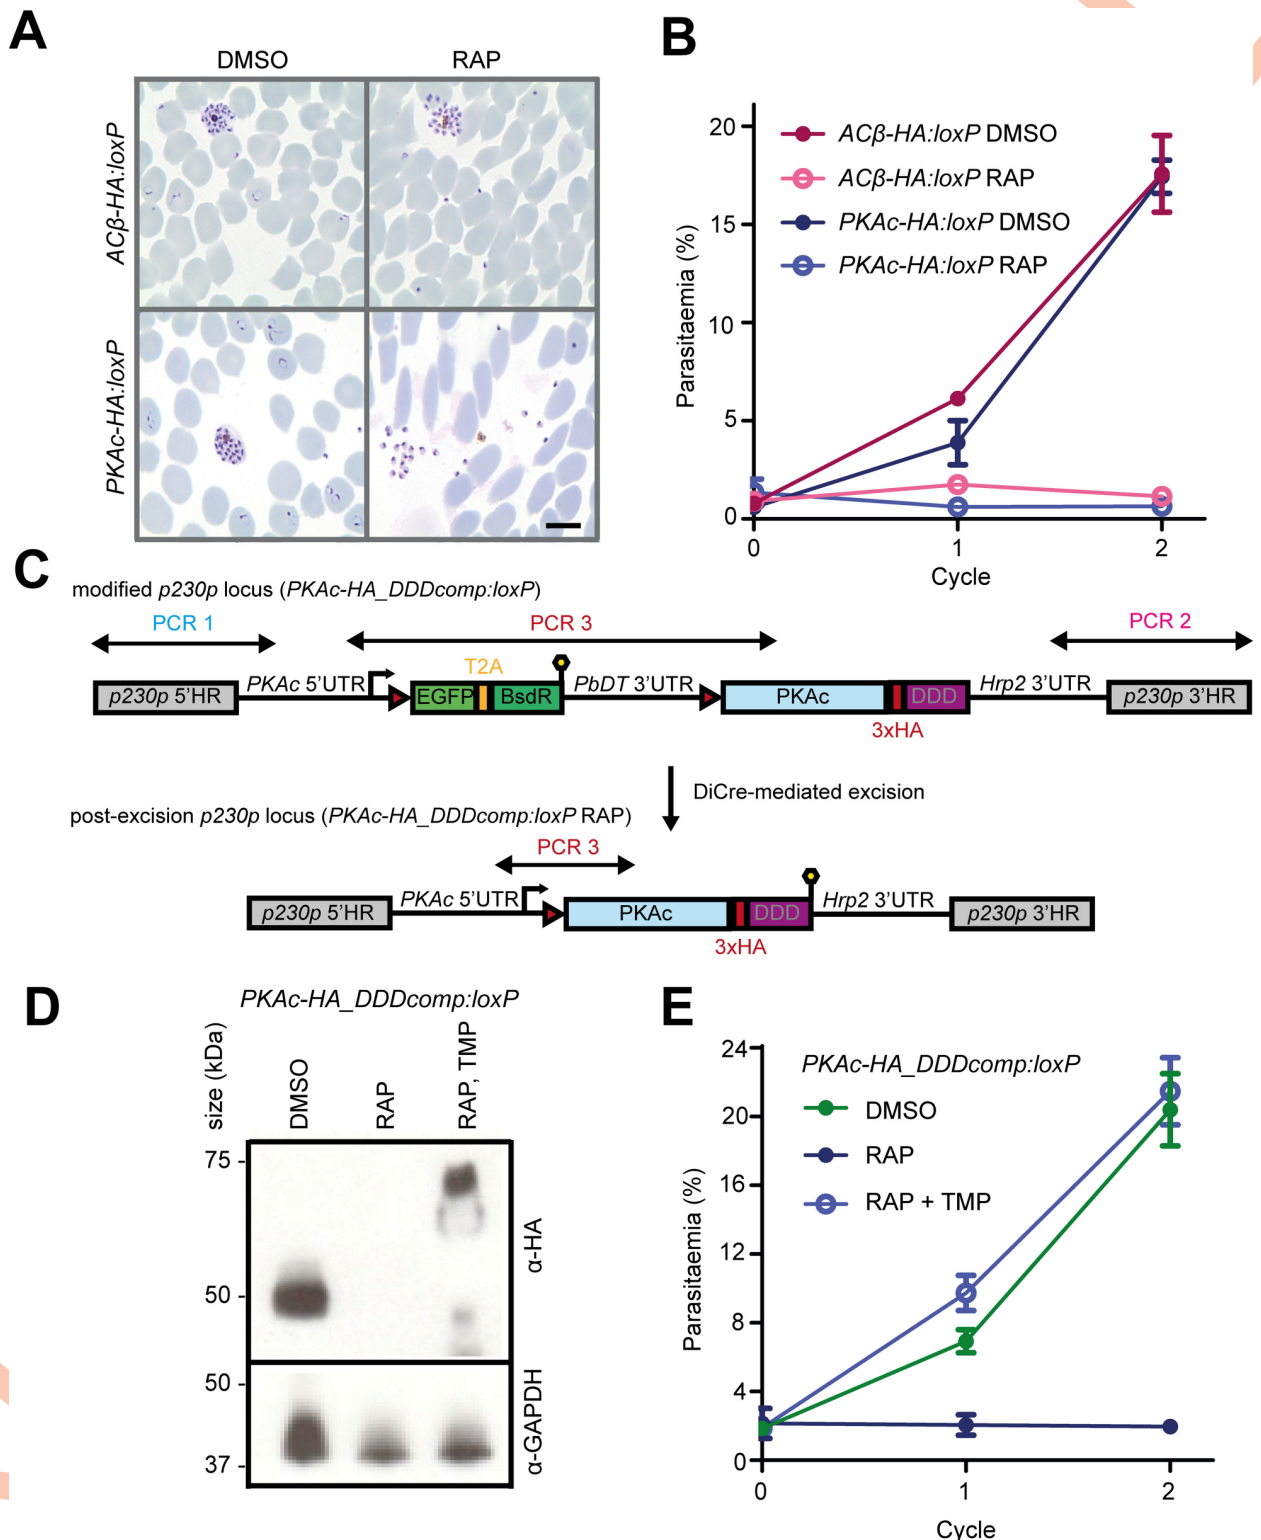 A
DMSO
RAP
ACβ-HA:loxP
PKAc-HA:loxP
B
Parasitaemia (%)
20
15
10
5
0
ACβ-HA:loxP DMSO
ACβ-HA:loxP RAP
PKAc-HA:loxP DMSO
PKAc-HA:loxP RAP
0
1
2
Cycle
C
modified p230p locus (PKAc-HA_DDDcomp:loxP)
PCR 1
PCR 3
PCR 2
T2A
p230p 5’HR
PKAc 5’UTR
EGFP
BsdR
PbDT 3’UTR
PKAc
DDD
Hrp2 3’UTR
p230p 3’HR
3xHA
DiCre-mediated excision
post-excision p230p locus (PKAc-HA_DDDcomp:loxP RAP)
PCR 3
p230p 5’HR
PKAc 5’UTR
PKAc
DDD
Hrp2 3’UTR
p230p 3’HR
3xHA
D
PKAc-HA_DDDcomp:loxP
size (kDa)
DMSO
RAP
RAP, TMP
75 -
50 -
α-HA
50 -
37 -
α-GAPDH
E
Parasitaemia (%)
24
20
16
12
8
4
0
PKAc-HA_DDDcomp:loxP
DMSO
RAP
RAP + TMP
0
1
2
Cycle